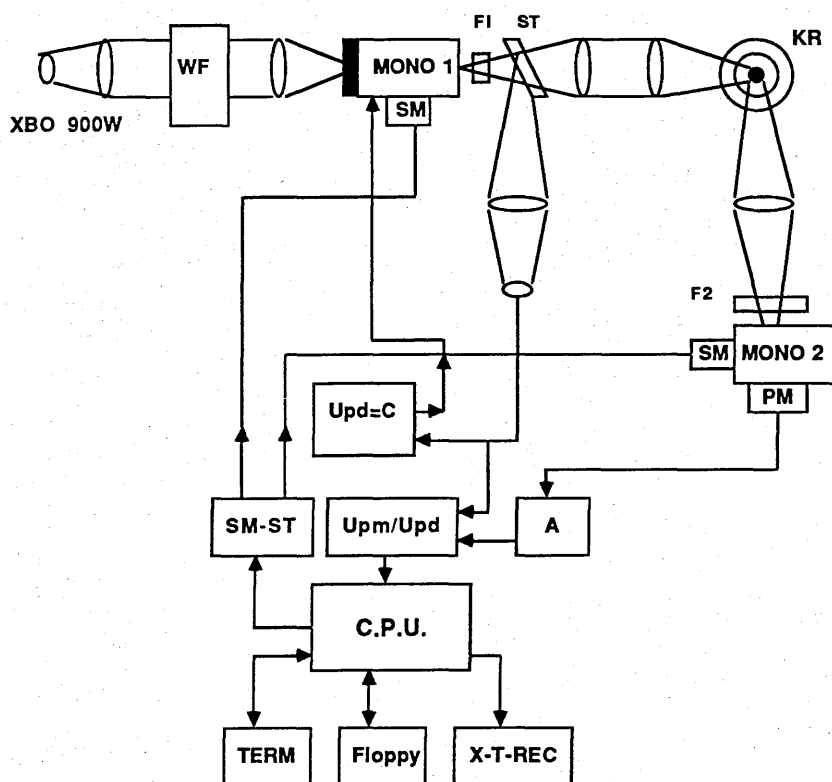 FI ST
KR
WF
MONO 1
XBO 900W
SM
F2
SM
MONO 2
PM
Upd=C
SM-ST
Upm/Upd
A
C.P.U.
TERM
Floppy
X-T-REC